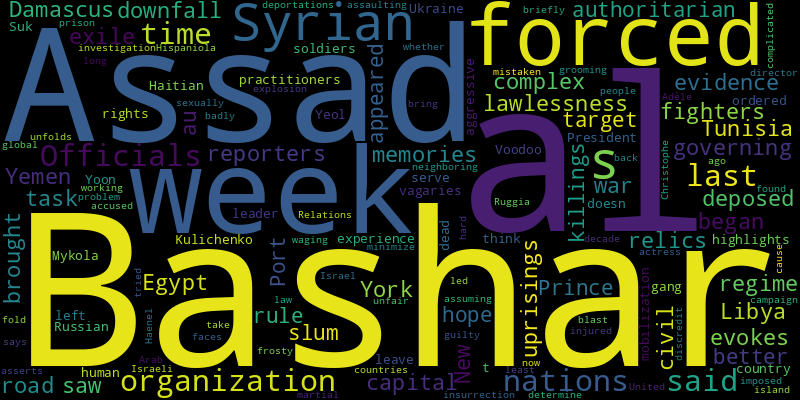 Damascus downfall
Suk prison
exile time
Syrian
deportations assaulting
Ukraine
briefly authoritarian
forced
complicated
investigation Hispaniola
long
soldiers
whether
Assad
al
Haitian
practitioners
explosion
sexually
badly
rights
au
Yeol
appeared
bring
aggressive
mistaken grooming
complex
people
director
evidence
lawlessness
Adèle ordered
target
fighters
unfolds
global
Officials
reporters
memories
neighboring
serve
vagaries
President
Tunisia
Voodoo
s
back
Christophe
governing
ago
Yemen
Yoon
working
task problem
accused
week
leader
Relations
Ruggia
killings
war
doesn
last
found
deposed
began
brought
Kulichenko
Port
waging
experience
minimize
dead
hard
think
decade
relics
highlights
actress
Mykola
Bashar
Israel
tried
Egypt
York
led
law
unfair
assuming
uprisings
Prince
mobilization
gang
civil
regime
cause
campaign
Libya
fold
left
Russian
Haenel
take
faces
rule
slum
hope
guilty
blast
injured
discredit
evokes
says
asserts
human
Arab
Israeli
frosty
countries
leave
t
least
now
better
country
imposed
island
road saw
organization
martial
capital
New
insurrection
nations
determine
United
said